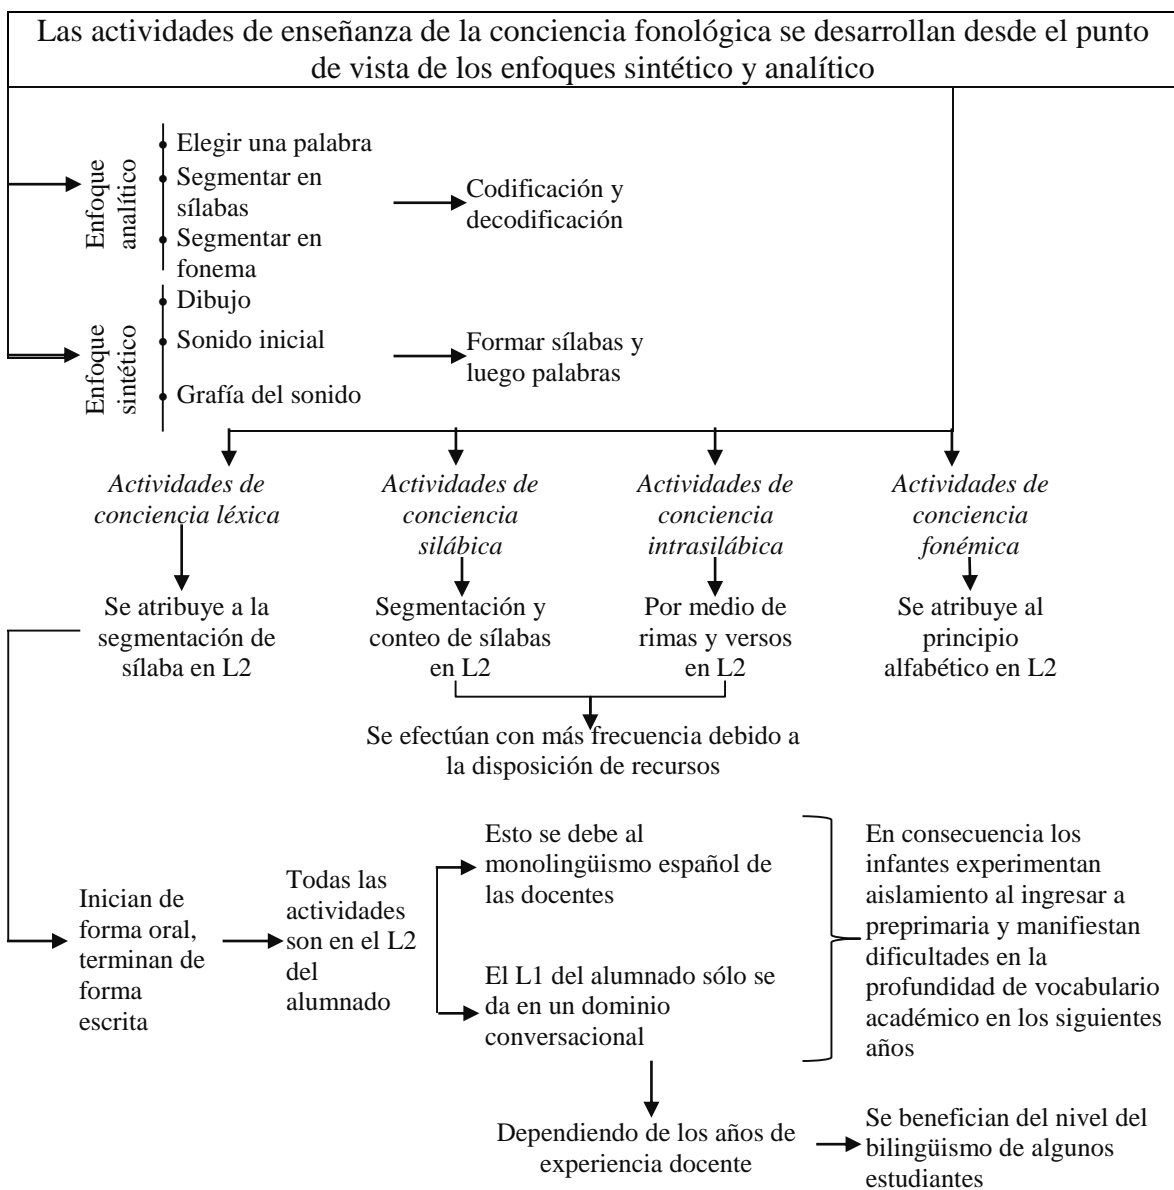 Las actividades de enseñanza de la conciencia fonológica se desarrollan desde el punto
de vista de los enfoques sintético y analítico
Enfoque
analítico
• Elegir una palabra
• Segmentar en
sílabas
• Segmentar en
fonema
Codificación y
decodificación
Enfoque
sintético
• Dibujo
• Sonido inicial
• Grafía del sonido
Formar sílabas y
luego palabras
Actividades de
conciencia léxica
Actividades de
conciencia
silábica
Actividades de
conciencia
intrasilábica
Actividades de
conciencia
fonémica
Se atribuye a la
segmentación de
sílaba en L2
Segmentación y
conteo de sílabas
en L2
Por medio de
rimas y versos
en L2
Se atribuye al
principio
alfabético en L2
Se efectúan con más frecuencia debido a
la disposición de recursos
Inician de
forma oral,
terminan de
forma
escrita
Todas las
actividades
son en el L2
del
alumnado
Esto se debe al
monolingüismo español de
las docentes
El L1 del alumnado sólo se
da en un dominio
conversacional
En consecuencia los
infantes experimentan
aislamiento al ingresar a
preprimaria y manifiestan
dificultades en la
profundidad de vocabulario
académico en los siguientes
años
Dependiendo de los años de
experiencia docente
Se benefician del nivel del
bilingüismo de algunos
estudiantes